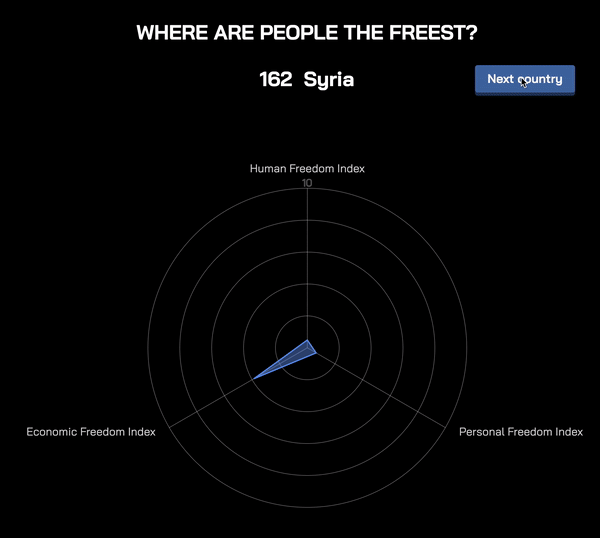 WHERE ARE PEOPLE THE FREEST?
162 Syria
Next country
Human Freedom Index
10
Economic Freedom Index
Personal Freedom Index